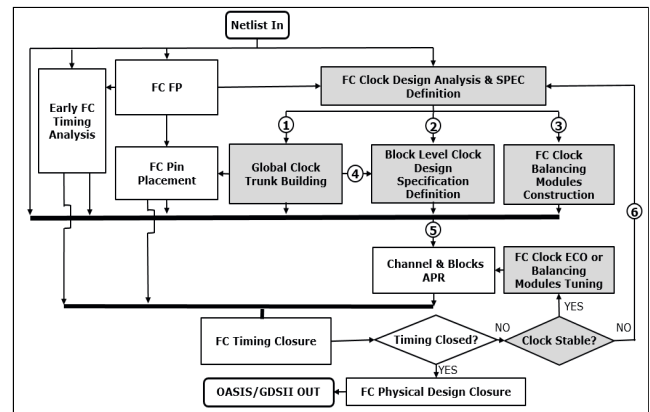 Netlist In
Early FC
Timing
Analysis
FC FP
FC Clock Design Analysis & SPEC
Definition
1
2
3
FC Pin
Placement
Global Clock
Trunk Building
4
Block Level Clock
Design
Specification
Definition
FC Clock
Balancing
Modules
Construction
6
5
Channel & Blocks
APR
FC Clock ECO or
Balancing
Modules Tuning
YES
FC Timing Closure
Timing Closed?
NO
Clock Stable?
NO
YES
OASIS/GDSII OUT
FC Physical Design Closure